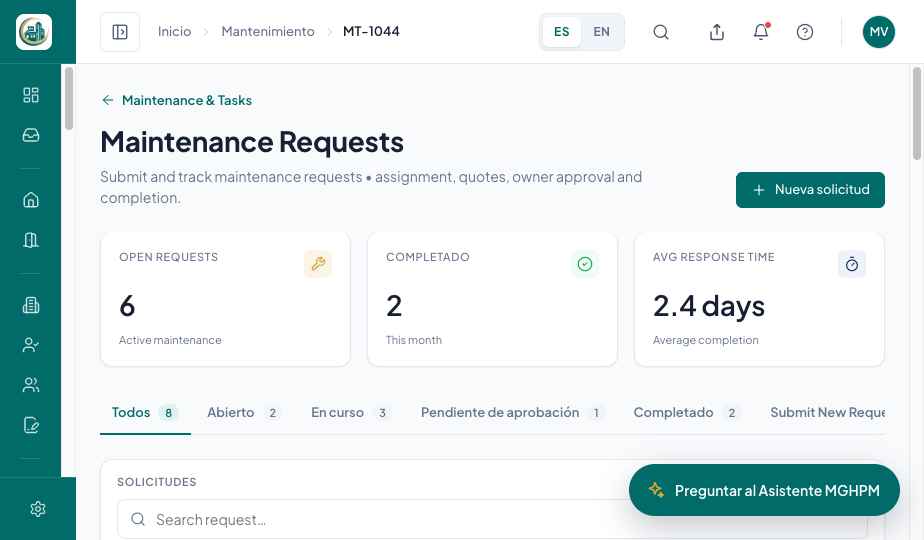 Inicio > Mantenimiento > MT-1044
ES EN
MV
← Maintenance & Tasks
Maintenance Requests
Submit and track maintenance requests • assignment, quotes, owner approval and
completion.
+ Nueva solicitud
OPEN REQUESTS
6
Active maintenance
COMPLETADO
2
This month
AVG RESPONSE TIME
2.4 days
Average completion
Todos 8 Abierto 2 En curso 3 Pendiente de aprobación 1 Completado 2 Submit New Reque
SOLICITUDES
Preguntar al Asistente MGHPM
Search request...